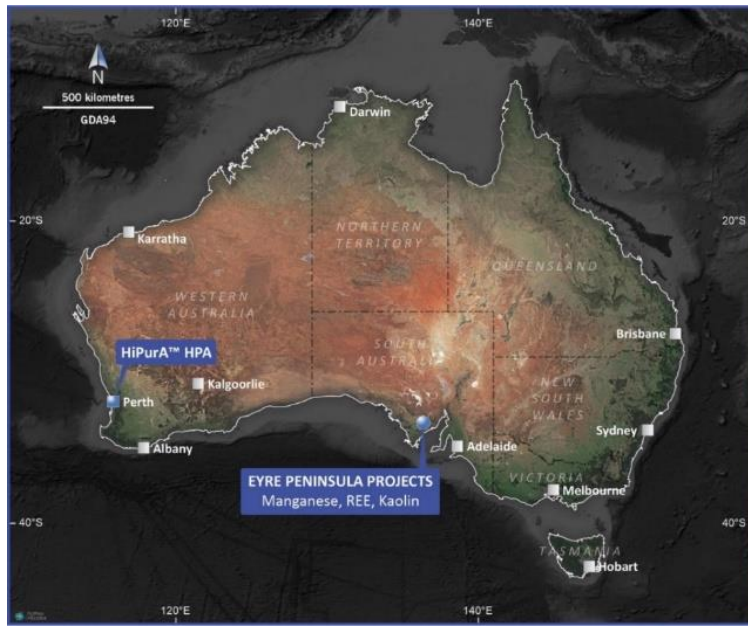 120°E
140°E
N
500 kilometres
GDA94
Darwin
20°S
20°S
Karratha
NORTHERN
TERRITORY
QUEENSLAND
WESTERN
AUSTRALIA
SOUTH
AUSTRALIA
Brisbane
HiPurA™ HPA
Kalgoorlie
Perth
NEW
SOUTH
WALES
Sydney
Albany
Adelaide
EYRE PENINSULA PROJECTS
Manganese, REE, Kaolin
VICTORIA
Melbourne
40°S
40°S
TASMANIA
Hobart
120°E
140°E